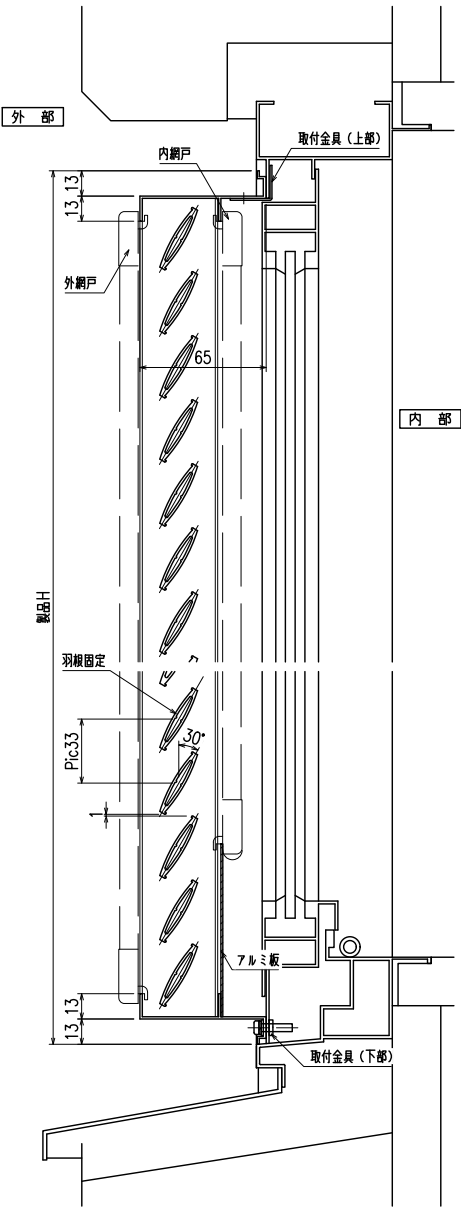 外 部
取付金具（上部）
内網戸
13
13
外網戸
65
内 部
製品H
羽根固定
30°
Pic33
1
アルミ板
13
13
取付金具（下部）